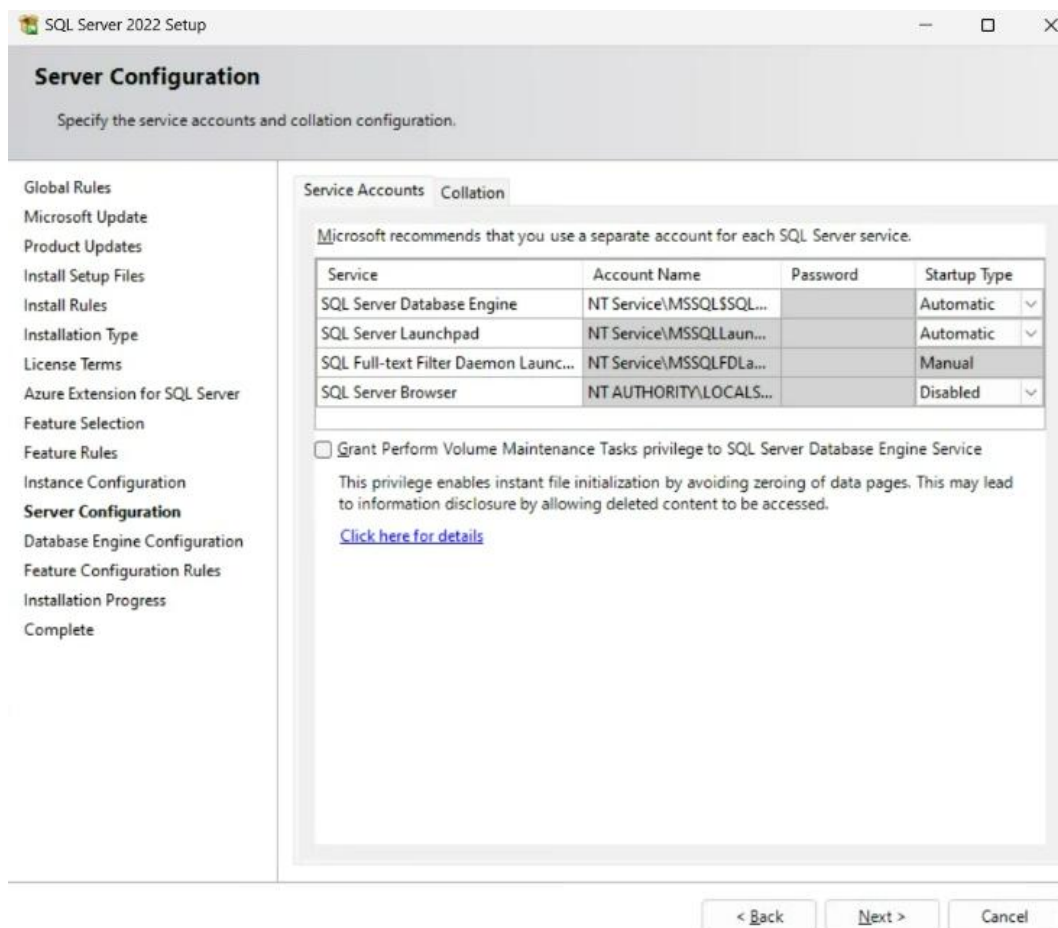 SQL Server 2022 Setup
Server Configuration
Specify the service accounts and collation configuration.
Global Rules
Microsoft Update
Product Updates
Install Setup Files
Install Rules
Installation Type
License Terms
Azure Extension for SQL Server
Feature Selection
Feature Rules
Instance Configuration
Server Configuration
Database Engine Configuration
Feature Configuration Rules
Installation Progress
Complete
Service Accounts Collation
Microsoft recommends that you use a separate account for each SQL Server service.
Service Account Name Password Startup Type
SQL Server Database Engine NT Service\MSSQL$SQL... Automatic
SQL Server Launchpad NT Service\MSSQLLaun... Automatic
SQL Full-text Filter Daemon Launc... NT Service\MSSQLFDLa... Manual
SQL Server Browser NT AUTHORITY\LOCALS... Disabled
Grant Perform Volume Maintenance Tasks privilege to SQL Server Database Engine Service
This privilege enables instant file initialization by avoiding zeroing of data pages. This may lead
to information disclosure by allowing deleted content to be accessed.
Click here for details
< Back Next > Cancel